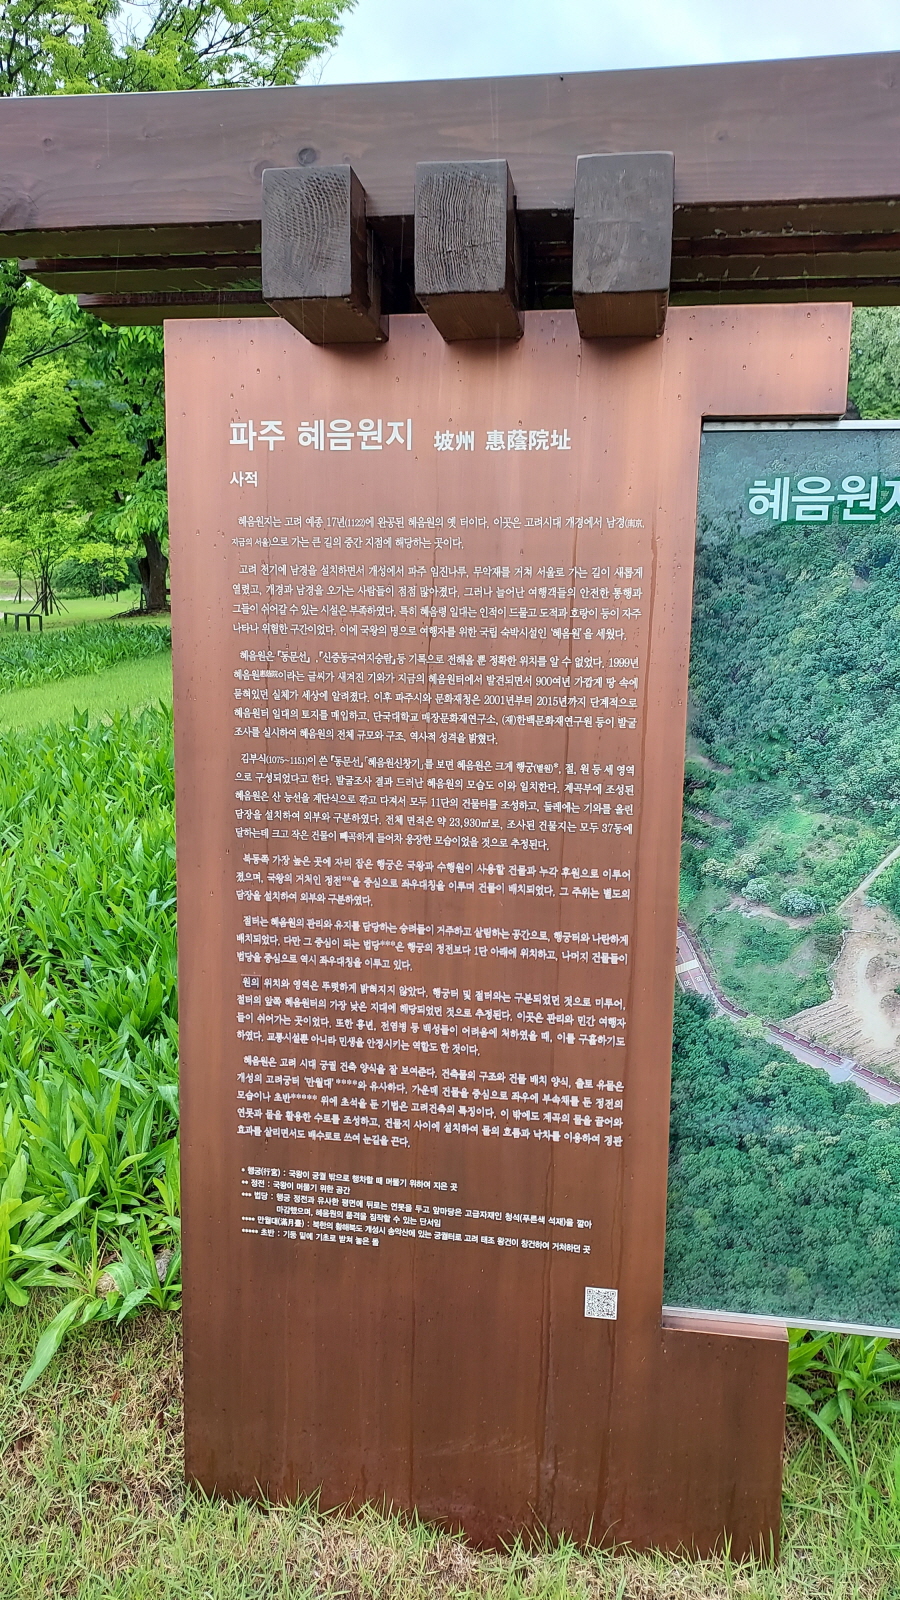 파주 혜음원지 坡州 惠蔭院址
사적
혜음원지는 고려 예종 17년(1122)에 완공된 혜음원의 옛 터이다. 이곳은 고려시대 개경에서 남경(南京,
지금의 서울)으로 가는 큰 길의 중간 지점에 해당하는 곳이다.
고려 전기에 남경을 설치하면서 개성에서 파주 임진나루, 무악재를 거쳐 서울로 가는 길이 새롭게
열렸고, 개경과 남경을 오가는 사람들이 점점 많아졌다. 그러나 늘어난 여행객들의 안전한 통행과
그들이 쉬어갈 수 있는 시설은 부족하였다. 특히 혜음령 일대는 인적이 드물고 도적과 호랑이 등이 자주
나타나 위험한 구간이었다. 이에 국왕의 명으로 여행자를 위한 국립 숙박시설인 '혜음원'을 세웠다.
혜음원은 『동문선』, 『신증동국여지승람』 등 기록으로 전해올 뿐 정확한 위치를 알 수 없었다. 1999년
혜음원惠蔭院이라는 글씨가 새겨진 기와가 지금의 혜음원터에서 발견되면서 900여년 가깝게 땅 속에
묻혀있던 실체가 세상에 알려졌다. 이후 파주시와 문화재청은 2001년부터 2015년까지 단계적으로
혜음원터 일대의 토지를 매입하고, 단국대학교 매장문화재연구소, (재)한백문화재연구원 등이 발굴
조사를 실시하여 혜음원의 전체 규모와 구조, 역사적 성격을 밝혔다.
김부식(1075~1151)이 쓴 『동문선』「혜음원신창기」를 보면 혜음원은 크게 행궁(별원)*, 절, 원 등 세 영역
으로 구성되었다고 한다. 발굴조사 결과 드러난 혜음원의 모습도 이와 일치한다. 계곡부에 조성된
혜음원은 산 능선을 계단식으로 깎고 다져서 모두 11단의 건물터를 조성하고, 둘레에는 기와를 올린
담장을 설치하여 외부와 구분하였다. 전체 면적은 약 23,930㎡로, 조사된 건물지는 모두 37동에
달하는데 크고 작은 건물이 빼곡하게 들어차 웅장한 모습이었을 것으로 추정된다.
북동쪽 가장 높은 곳에 자리 잡은 행궁은 국왕과 수행원이 사용할 건물과 누각 후원으로 이루어
졌으며, 국왕의 거처인 정전**을 중심으로 좌우대칭을 이루며 건물이 배치되었다. 그 주위는 별도의
담장을 설치하여 외부와 구분하였다.
절터는 혜음원의 관리와 유지를 담당하는 승려들이 거주하고 살림하는 공간으로, 행궁터와 나란하게
배치되었다. 다만 그 중심이 되는 법당***은 행궁의 정전보다 1단 아래에 위치하고, 나머지 건물들이
법당을 중심으로 역시 좌우대칭을 이루고 있다.
원의 위치와 영역은 뚜렷하게 밝혀지지 않았다. 행궁터 및 절터와는 구분되었던 것으로 미루어,
절터의 앞쪽 혜음원터의 가장 낮은 지대에 해당되었던 것으로 추정된다. 이곳은 관리와 민간 여행자
들이 쉬어가는 곳이었다. 또한 흉년, 전염병 등 백성들이 어려움에 처하였을 때, 이를 구휼하기도
하였다. 교통시설뿐 아니라 민생을 안정시키는 역할도 한 것이다.
혜음원은 고려 시대 궁궐 건축 양식을 잘 보여준다. 건축물의 구조와 건물 배치 양식, 출토 유물은
개성의 고려궁터 '만월대'****와 유사하다. 가운데 건물을 중심으로 좌우에 부속채를 둔 정전의
모습이나 초반***** 위에 초석을 둔 기법은 고려건축의 특징이다. 이 밖에도 계곡의 물을 끌어와
연못과 물을 활용한 수로를 조성하고, 건물지 사이에 설치하여 물의 흐름과 낙차를 이용하여 경관
효과를 살리면서도 배수로로 쓰여 눈길을 끈다.
* 행궁(行宮) : 국왕이 궁궐 밖으로 행차할 때 머물기 위하여 지은 곳
** 정전 : 국왕이 머물기 위한 공간
*** 법당 : 행궁 정전과 유사한 평면에 뒤로는 연못을 두고 앞마당은 고급자재인 청석(푸른색 석재)을 깔아
마감했으며, 혜음원의 품격을 짐작할 수 있는 단서임
**** 만월대(滿月臺) : 북한의 황해북도 개성시 송악산에 있는 궁궐터로 고려 태조 왕건이 창건하여 거처하던 곳
***** 초반 : 기둥 밑에 기초로 받쳐 놓은 돌
혜음원지